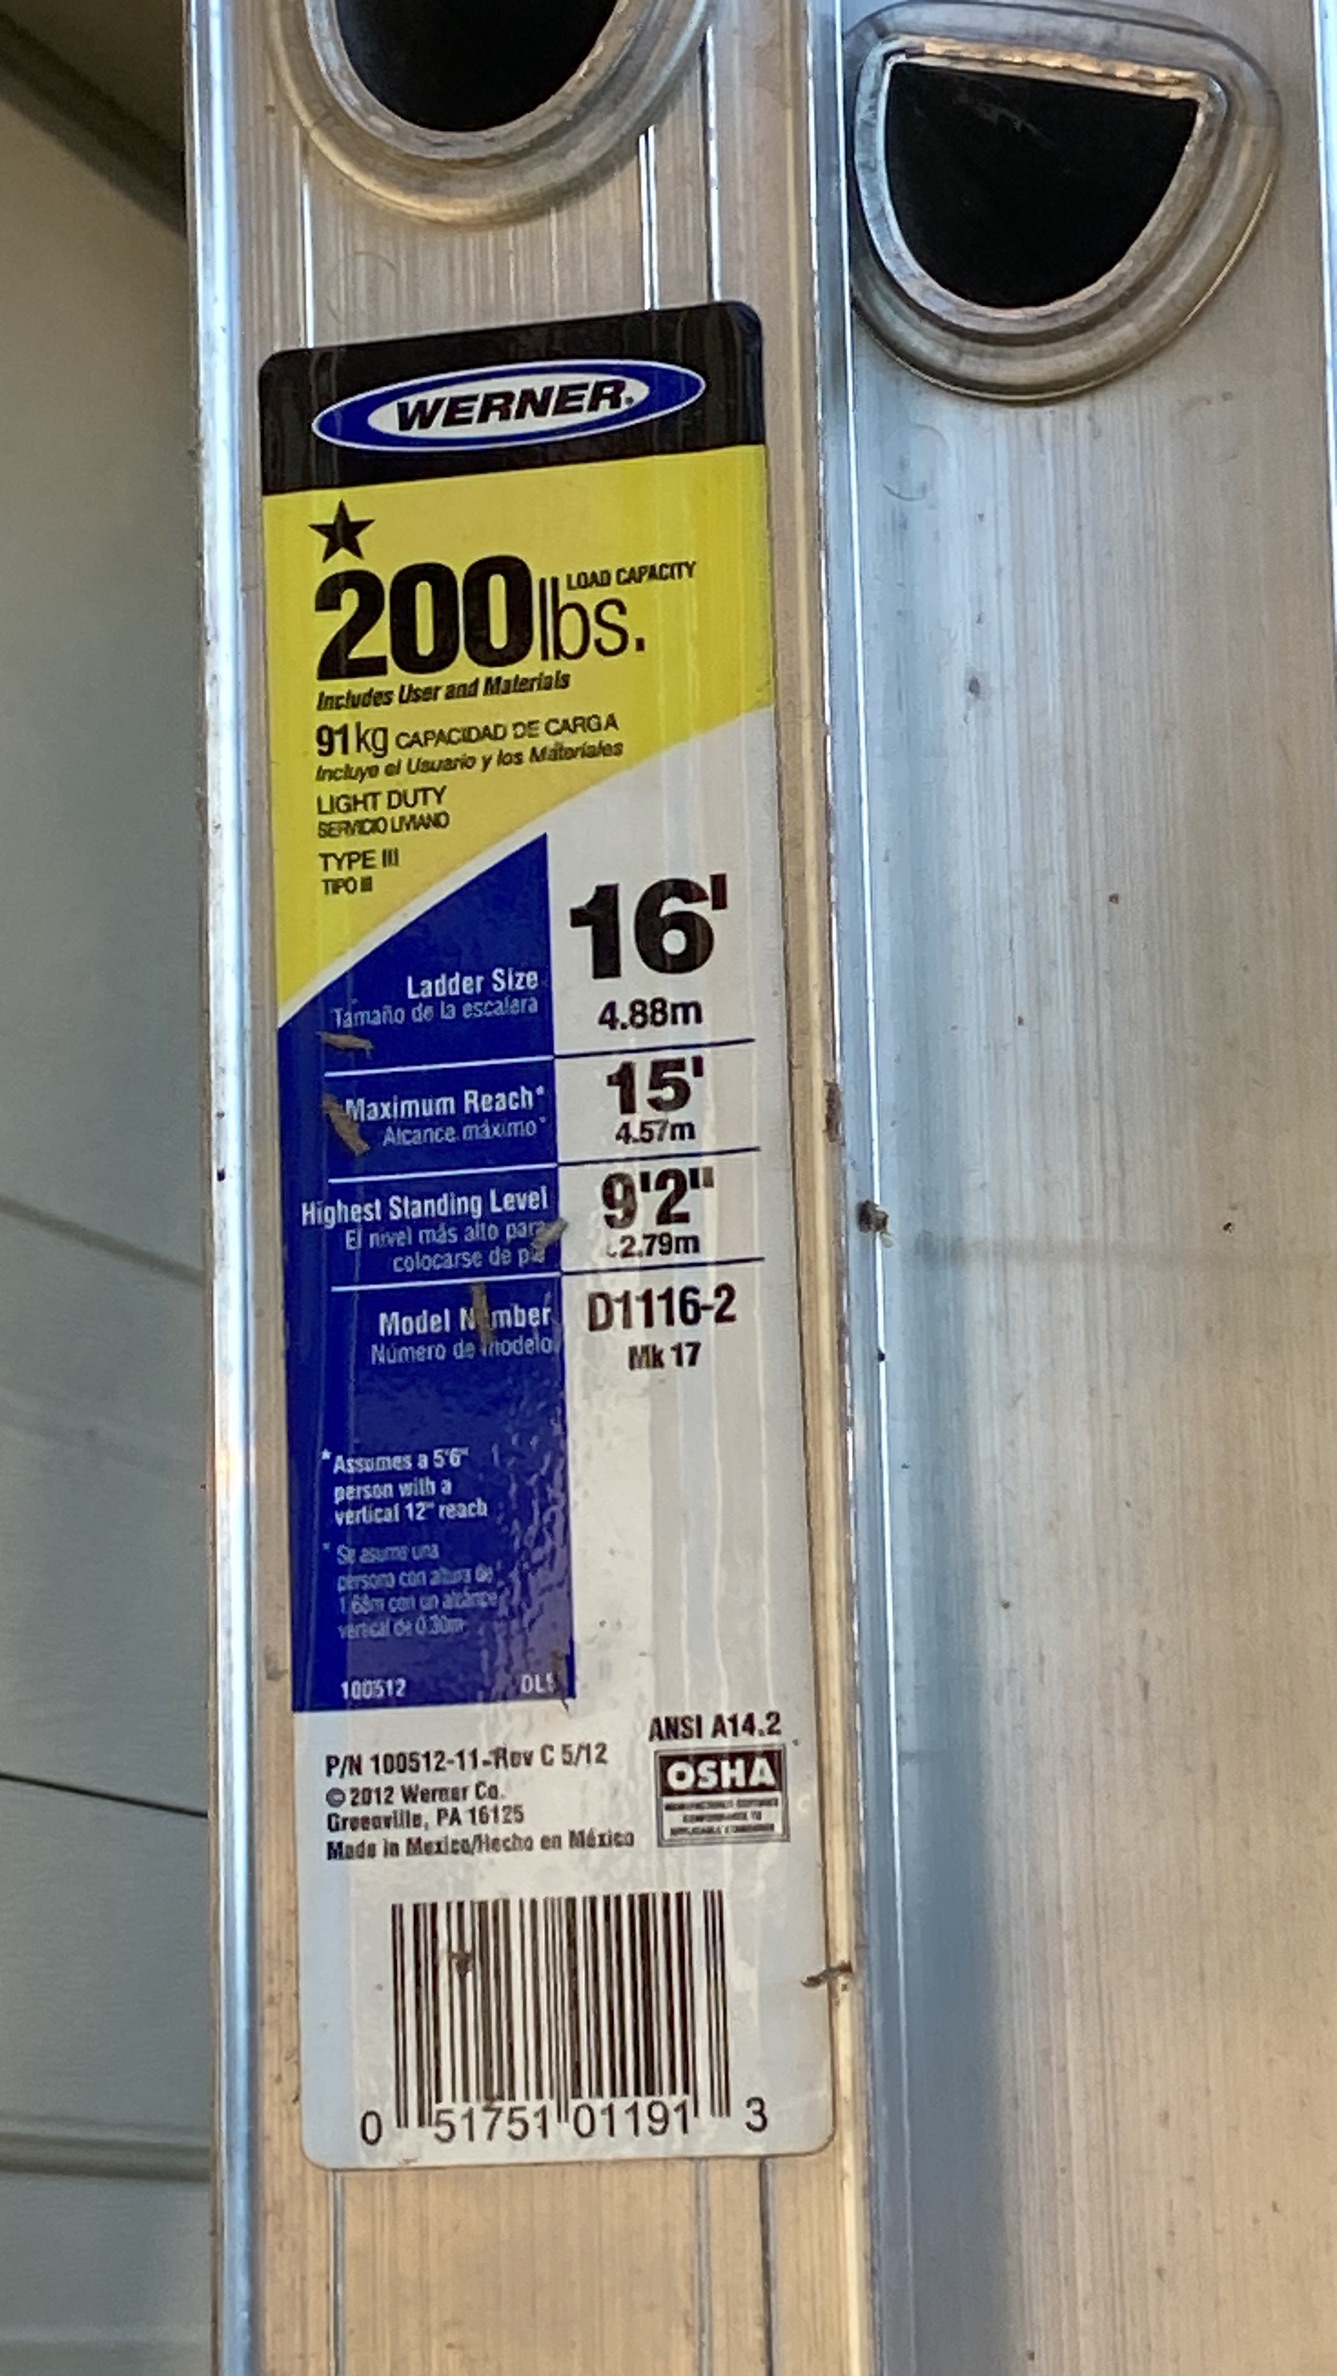 WERNER®
★
200 lbs. LOAD CAPACITY
Includes User and Materials
91 kg CAPACIDAD DE CARGA
Incluye el Usuario y los Materiales
LIGHT DUTY
SERVICIO LIVIANO
TYPE III
TIPO III
Ladder Size 16'
Tamaño de la escalera 4.88m
Maximum Reach* 15'
Alcance máximo* 4.57m
Highest Standing Level 9'2"
El nivel más alto para
colocarse de pie 2.79m
Model Number D1116-2
Número de modelo Mk 17
*Assumes a 5'6"
person with a
vertical 12" reach
* Se asume una
persona con altura de
1.68m con un alcance
vertical de 0.30m
100512
ANSI A14.2
P/N 100512-11-Rev C 5/12
© 2012 Werner Co.
Greenville, PA 16125
Made in Mexico/Hecho en México
OSHA
0 51751 01191 3